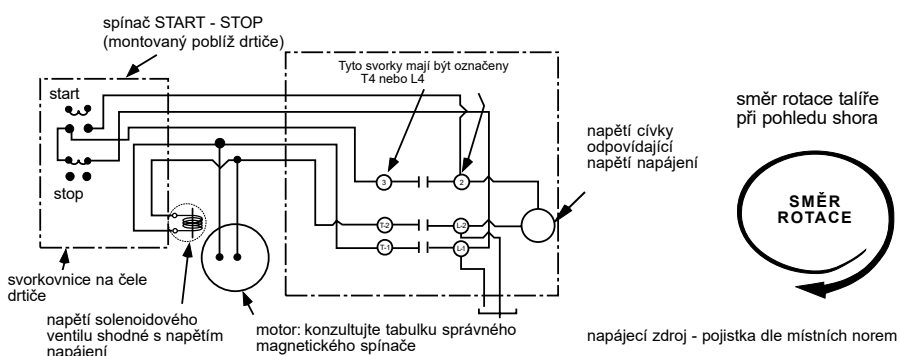 spínač START - STOP
(montovaný poblíž drtiče)
Tyto svorky mají být označeny
T4 nebo L4
start
stop
3
2
T-2
L-2
T-1
L-1
napětí cívky
odpovídající
napětí napájení
směr rotace talíře
při pohledu shora
SMĚR
ROTACE
svorkovnice na čele
drtiče
napětí solenoidového
ventilu shodné s napětím
napájení
motor: konzultujte tabulku správného
magnetického spínače
napájecí zdroj - pojistka dle místních norem